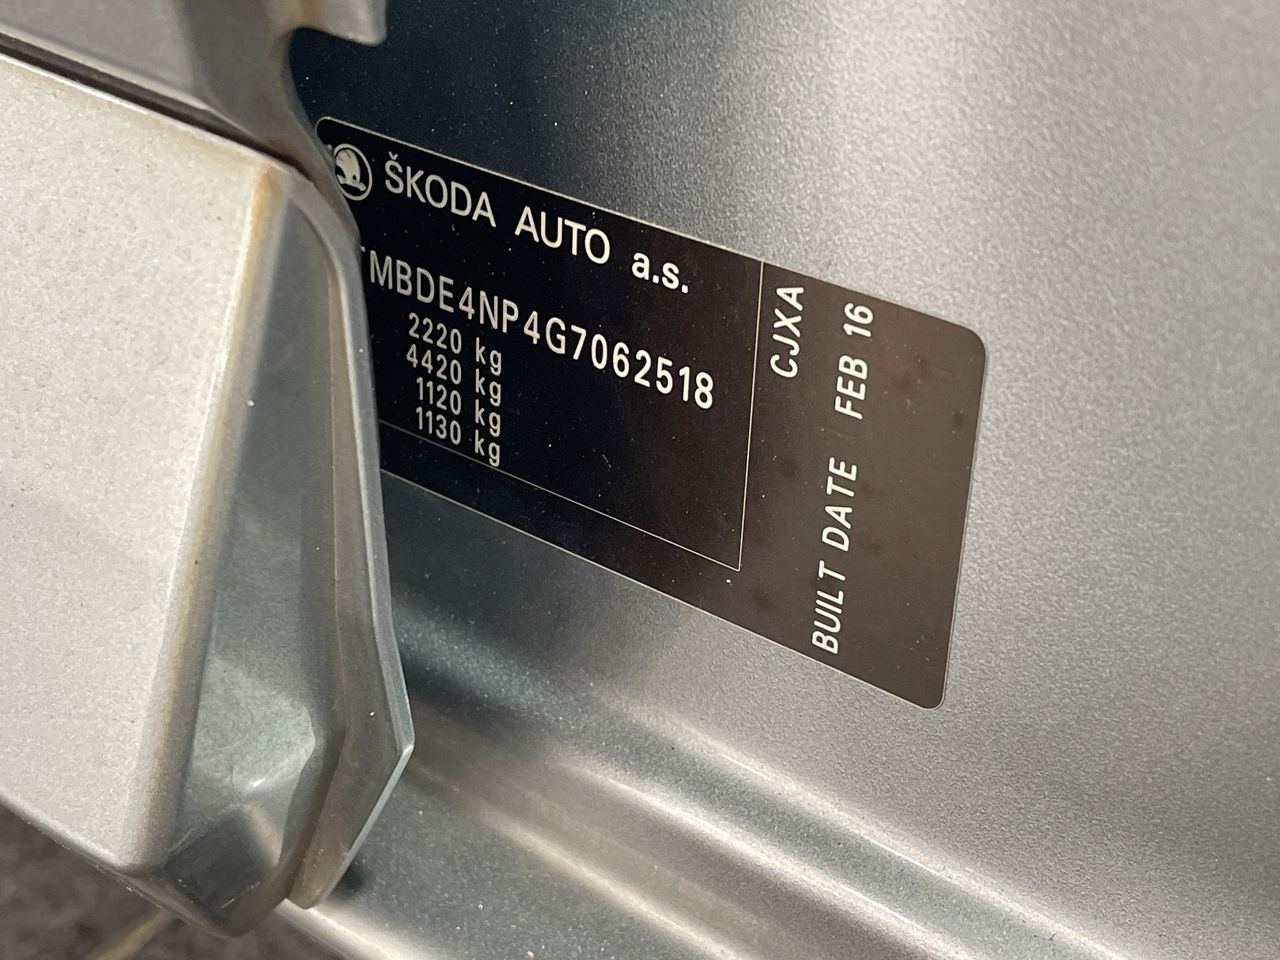 ŠKODA AUTO a.s.
TMBDE4NP4G7062518
2220 kg
4420 kg
1120 kg
1130 kg
CJXA
BUILT DATE FEB 16